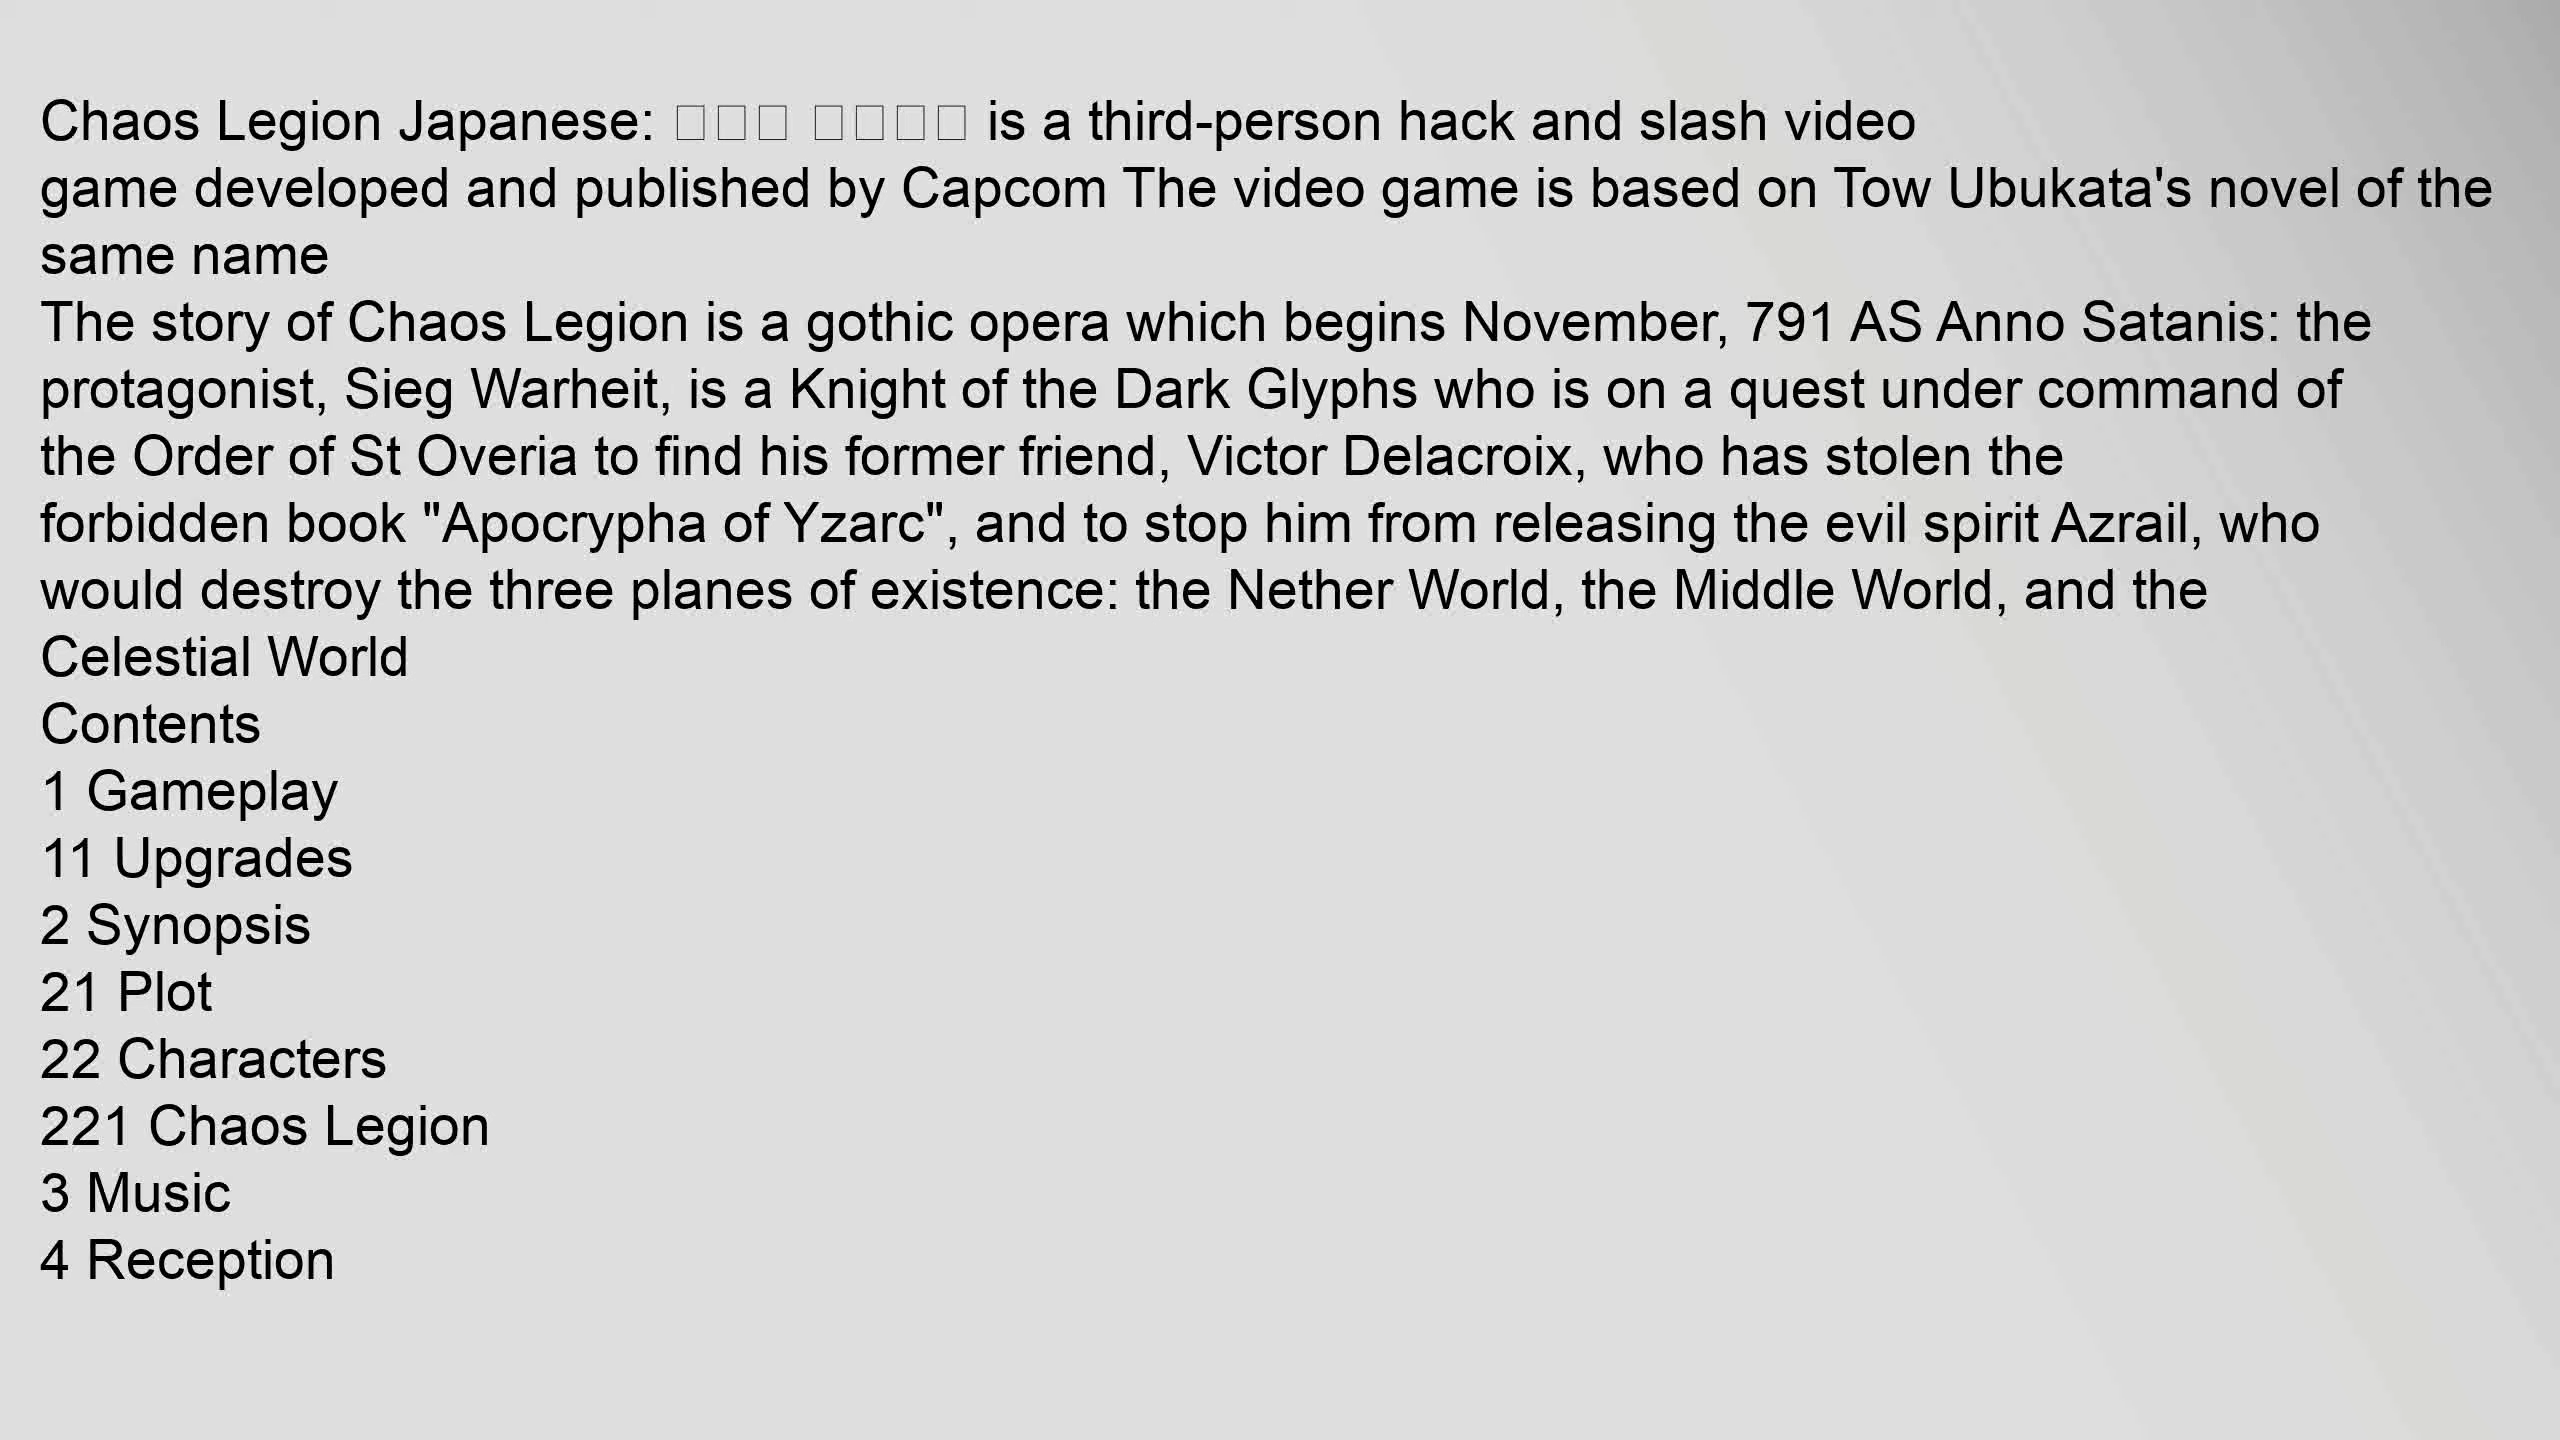 Chaos Legion Japanese: □□□ □□□□ is a third-person hack and slash video
game developed and published by Capcom The video game is based on Tow Ubukata's novel of the
same name
The story of Chaos Legion is a gothic opera which begins November, 791 AS Anno Satanis: the
protagonist, Sieg Warheit, is a Knight of the Dark Glyphs who is on a quest under command of
the Order of St Overia to find his former friend, Victor Delacroix, who has stolen the
forbidden book "Apocrypha of Yzarc", and to stop him from releasing the evil spirit Azrail, who
would destroy the three planes of existence: the Nether World, the Middle World, and the
Celestial World
Contents
1 Gameplay
11 Upgrades
2 Synopsis
21 Plot
22 Characters
221 Chaos Legion
3 Music
4 Reception